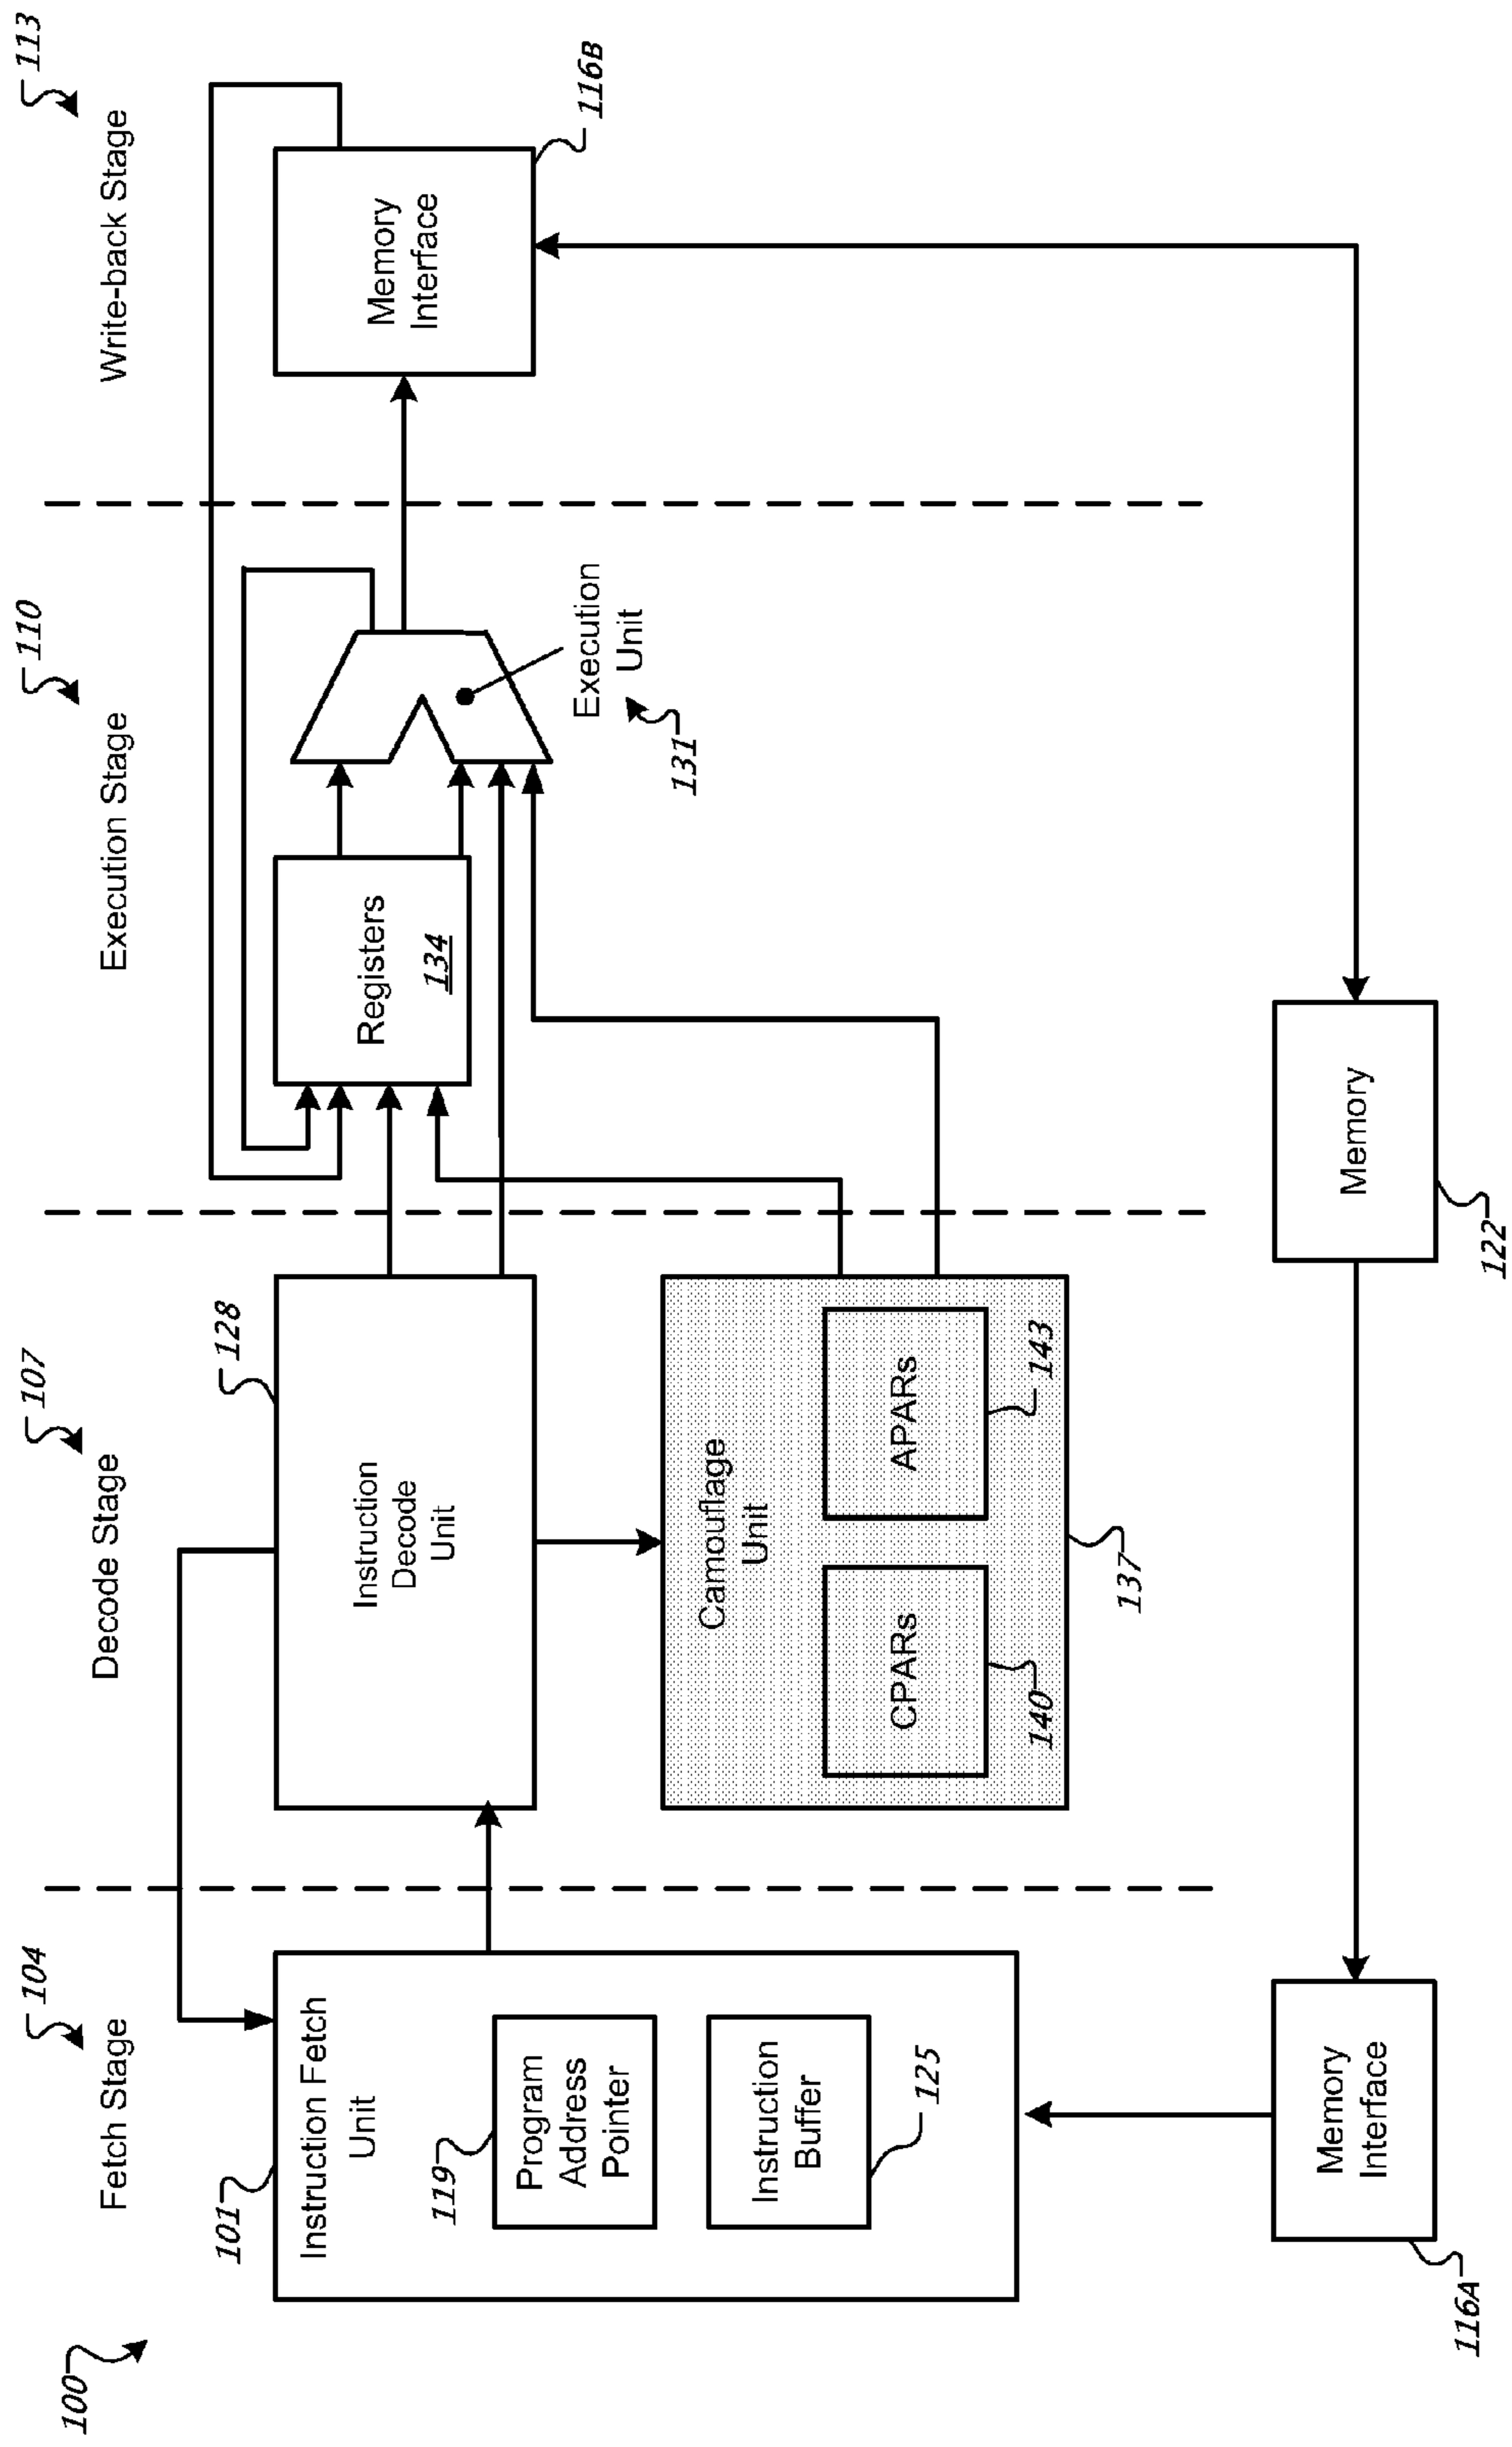 100
Fetch Stage
104
Decode Stage
107
Execution Stage
110
Write-back Stage
113
101
Instruction Fetch
Unit
119
Program
Address
Pointer
Instruction
Buffer
125
128
Instruction
Decode
Unit
Camouflage
Unit
CPARs
140
APARs
143
137
Registers
134
Execution
Unit
131
Memory
Interface
116B
Memory
Interface
116A
Memory
122